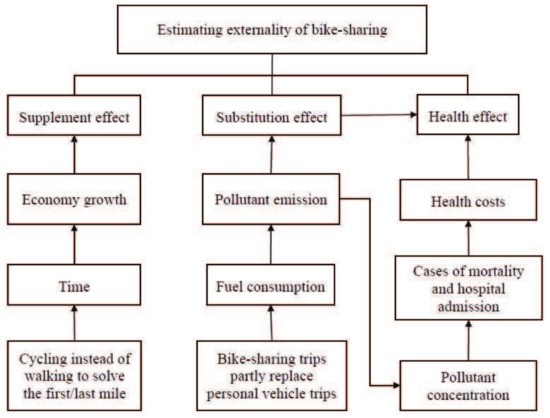 Estimating externality of bike-sharing
Supplement effect
Substitution effect
Health effect
Economy growth
Pollutant emission
Health costs
Time
Fuel consumption
Cases of mortality
and hospital
admission
Cycling instead of
walking to solve
the first/last mile
Bike-sharing trips
partly replace
personal vehicle trips
Pollutant
concentration